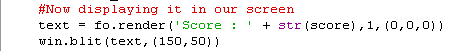 #Now displaying it in our screen
text = fo.render('Score : ' + str(score),1,(0,0,0))
win.blit(text,(150,50))